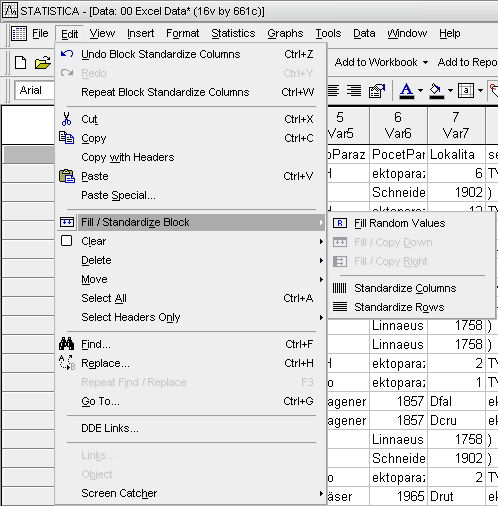 STATISTICA - [Data: 00 Excel Data* (16v by 661c)]
File Edit View Insert Format Statistics Graphs Tools Data Window
Add to Workbook Add to Repo
Arial
Undo Block Standardize Columns Ctrl+Z
Redo Ctrl+Y
Repeat Block Standardize Columns Ctrl+W
Cut Ctrl+X
Copy Ctrl+C
Copy with Headers
Paste Ctrl+V
Paste Special...
Fill / Standardize Block
Clear
Delete
Move
Select All Ctrl+A
Select Headers Only
Find... Ctrl+F
Replace... Ctrl+H
Repeat Find / Replace F3
Go To... Ctrl+G
DDE Links...
Links...
Object
Screen Catcher
Fill Random Values
Fill / Copy Down
Fill / Copy Right
Standardize Columns
Standardize Rows
5 6 7
Var5 Var6 Var7
oParaz PocetPar Lokalita se
ektopara 6 TY
Schneide 1902 )
ektopara 12 TY
Linnaeus 1758 )
Linnaeus 1758 )
ektopara 2 TY
o ektopara 1 TY
agener 1857 Dfal ek
agener 1857 Dcru ek
Linnaeus 1758 )
Schneide 1902 )
o ektopara 2 TY
äser 1965 Drut ek